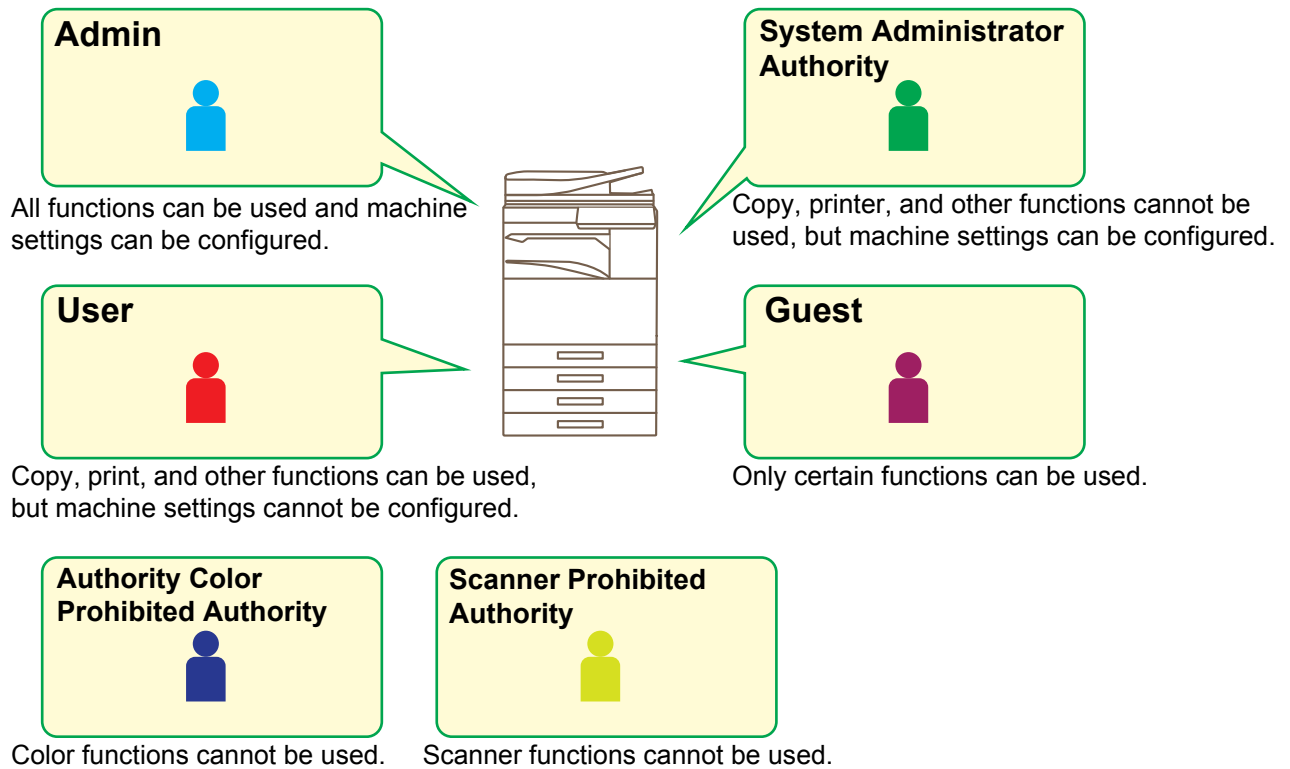 Admin
All functions can be used and machine
settings can be configured.
System Administrator
Authority
Copy, printer, and other functions cannot be
used, but machine settings can be configured.
User
Copy, print, and other functions can be used,
but machine settings cannot be configured.
Guest
Only certain functions can be used.
Authority Color
Prohibited Authority
Color functions cannot be used.
Scanner Prohibited
Authority
Scanner functions cannot be used.